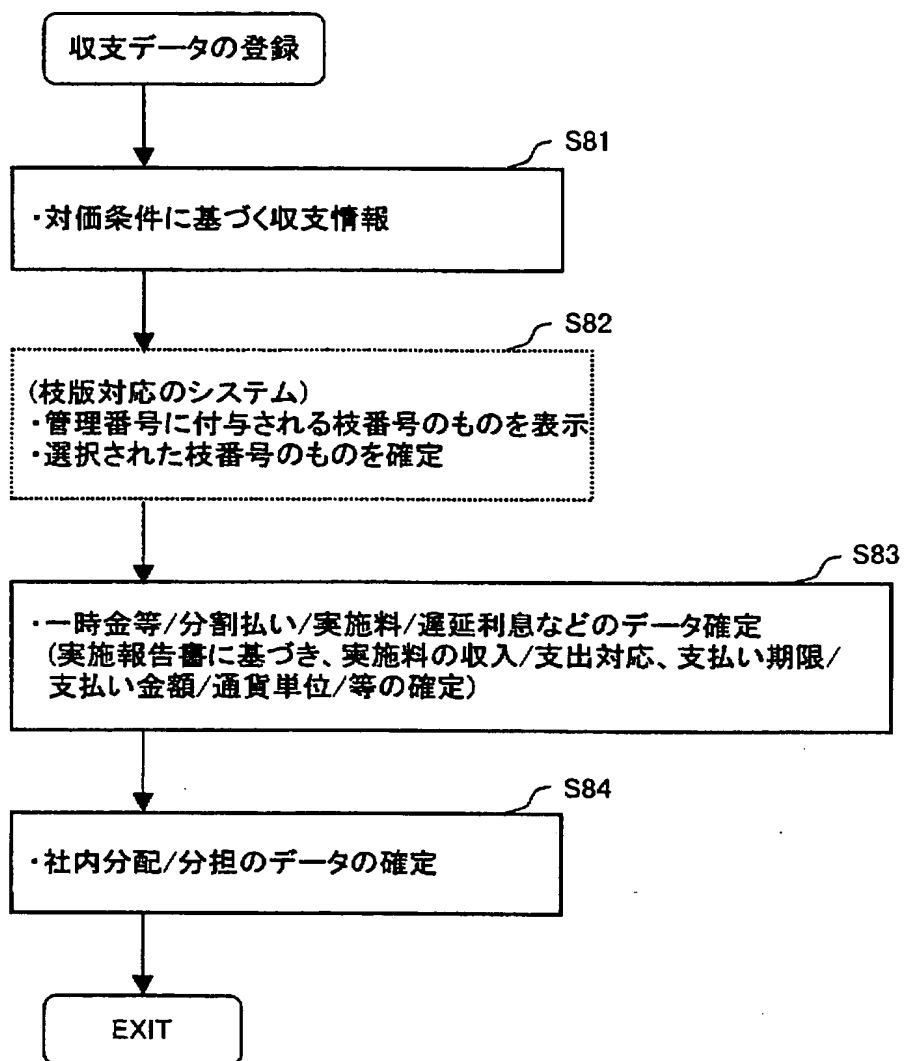 収支データの登録
S81
・対価条件に基づく収支情報
S82
(枝版対応のシステム)
・管理番号に付与される枝番号のものを表示
・選択された枝番号のものを確定
S83
・一時金等/分割払い/実施料/遅延利息などのデータ確定
(実施報告書に基づき、実施料の収入/支出対応、支払い期限/
支払い金額/通貨単位/等の確定)
S84
・社内分配/分担のデータの確定
EXIT